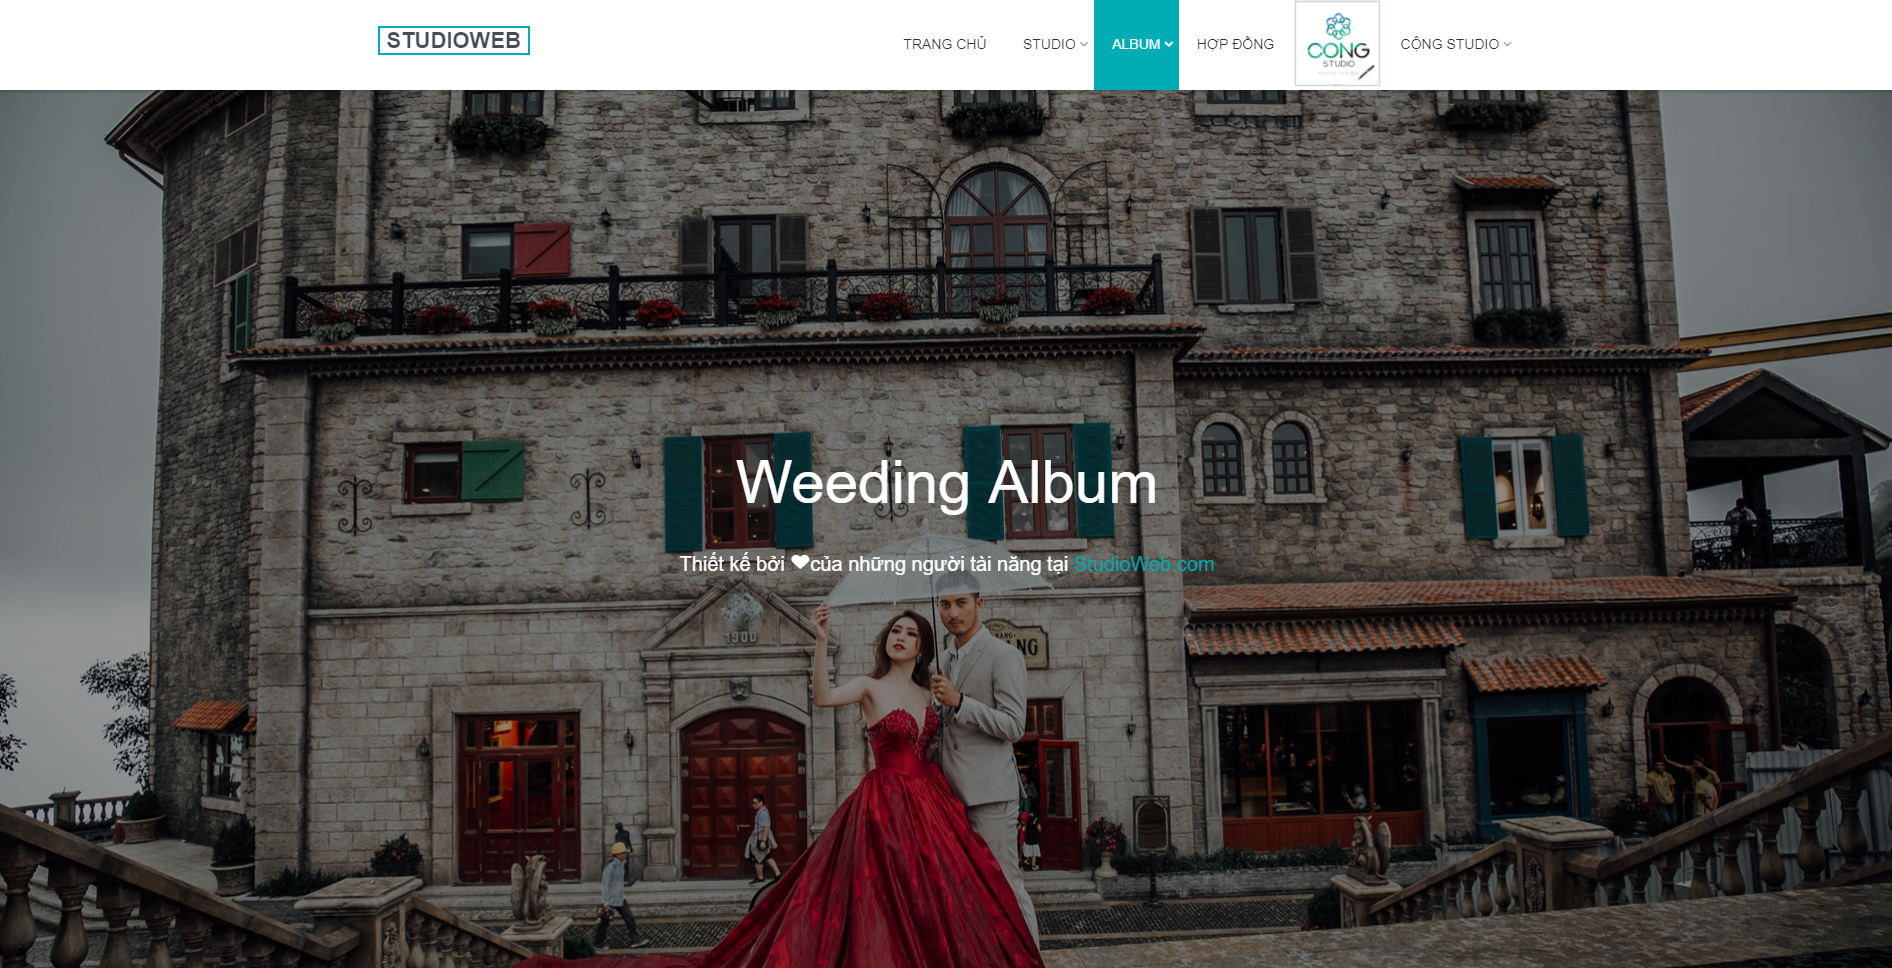 STUDIOWEB
TRANG CHỦ
STUDIO
ALBUM
HỢP ĐỒNG
CONG
STUDIO
CỘNG STUDIO
Weeding Album
Thiết kế bởi ❤của những người tài năng tại StudioWeb.com
1900